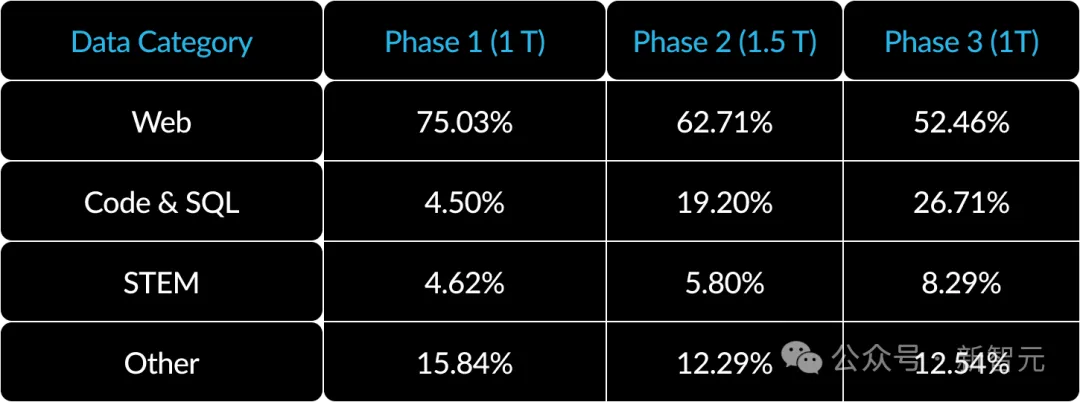 Data Category Phase 1 (1 T) Phase 2 (1.5 T) Phase 3 (1T)
Web 75.03% 62.71% 52.46%
Code & SQL 4.50% 19.20% 26.71%
STEM 4.62% 5.80% 8.29%
Other 15.84% 12.29% 12.54%
公众号·新智元